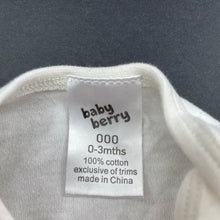 baby
berry
000
0-3mths
100% cotton
exclusive of trims
made in China